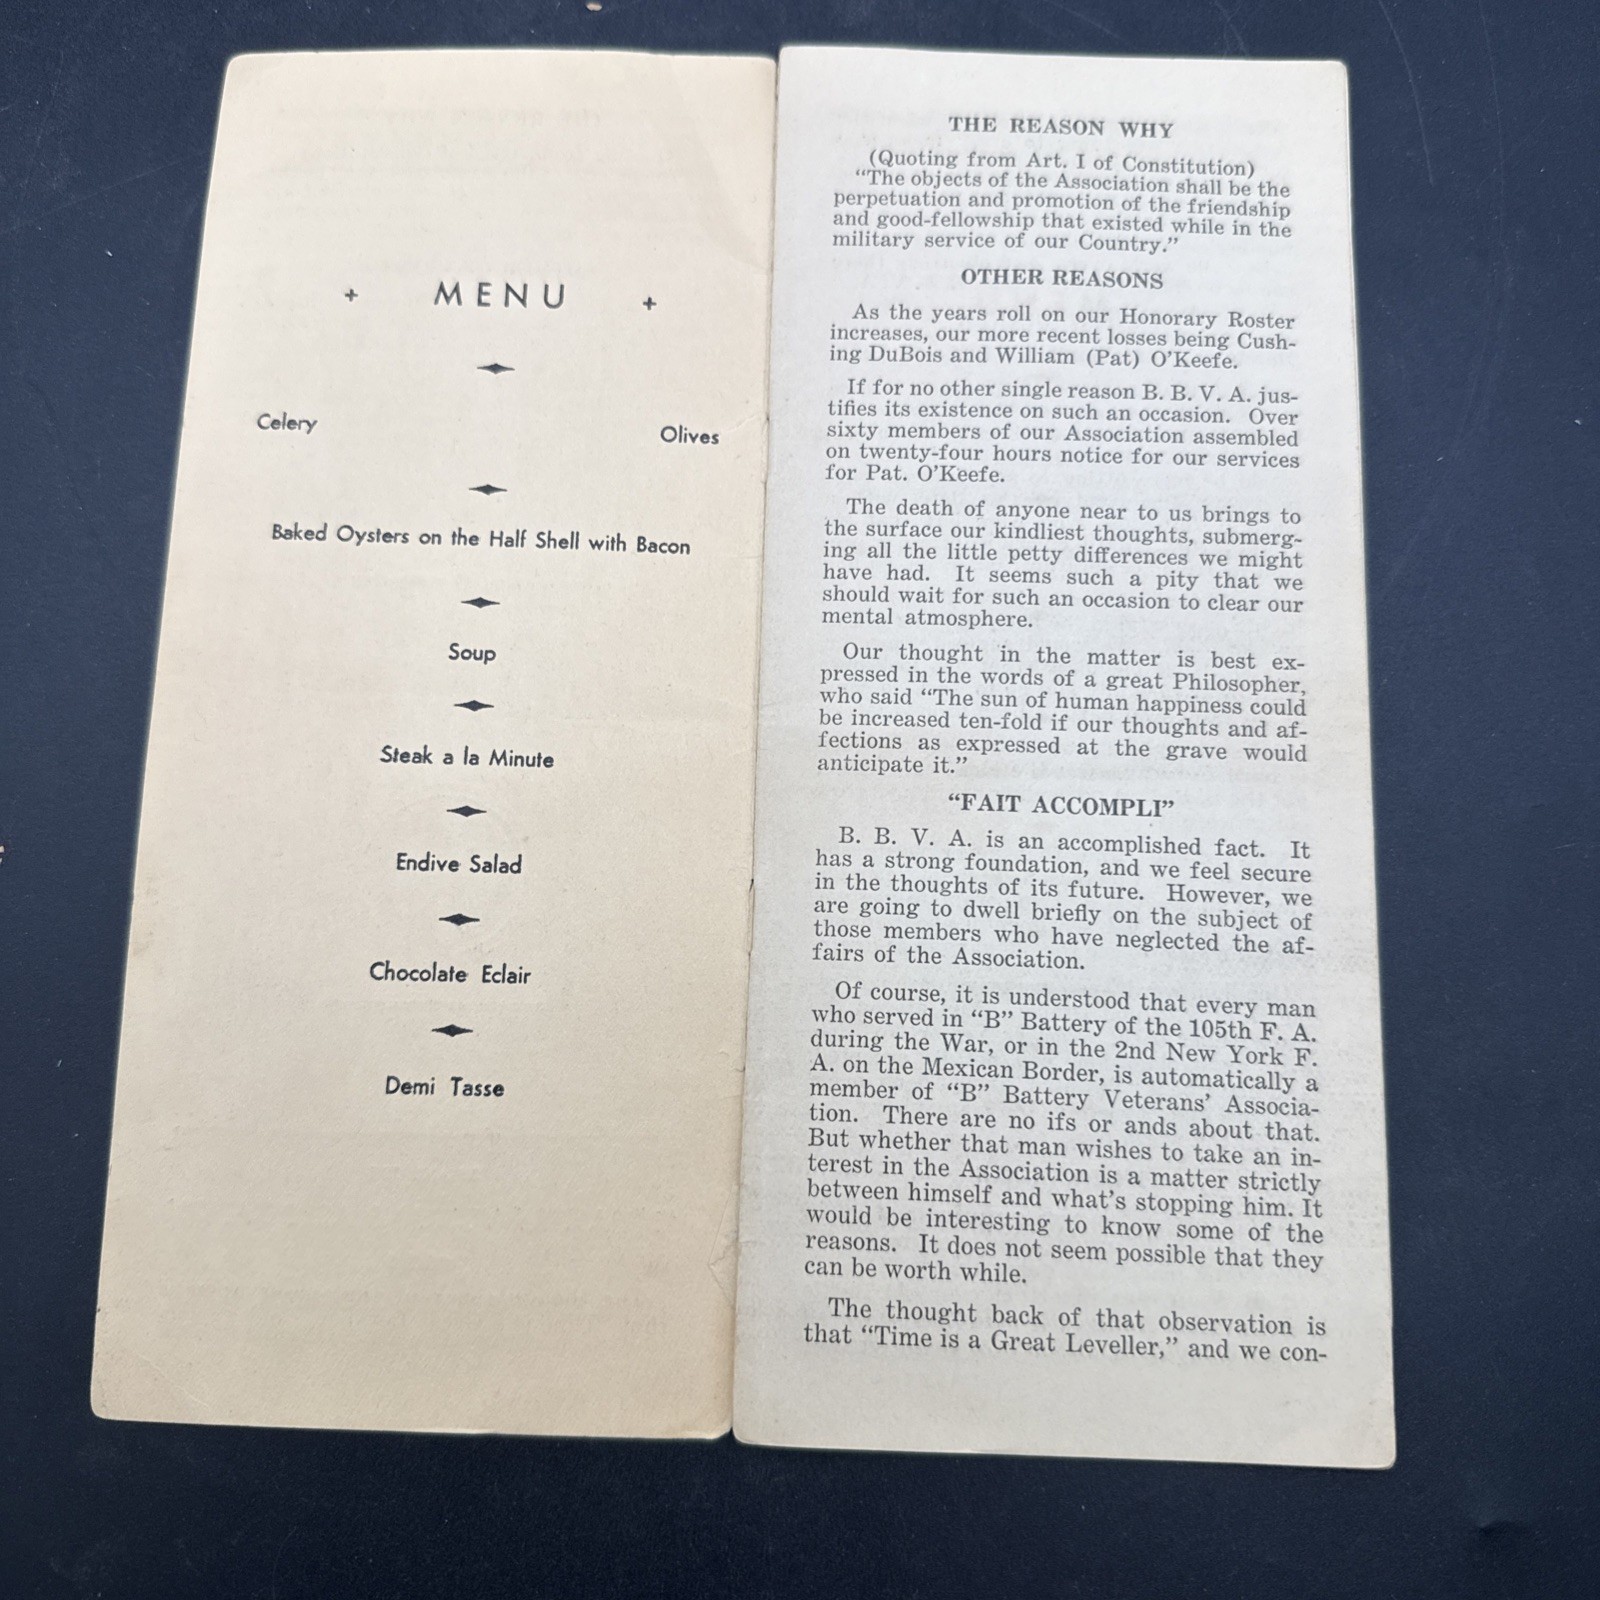 + MENU +
Celery Olives
Baked Oysters on the Half Shell with Bacon
Soup
Steak a la Minute
Endive Salad
Chocolate Eclair
Demi Tasse
THE REASON WHY
(Quoting from Art. I of Constitution)
“The objects of the Association shall be the
perpetuation and promotion of the friendship
and good-fellowship that existed while in the
military service of our Country.”
OTHER REASONS
As the years roll on our Honorary Roster
increases, our more recent losses being Cush-
ing DuBois and William (Pat) O’Keefe.
If for no other single reason B. B. V. A. jus-
tifies its existence on such an occasion. Over
sixty members of our Association assembled
on twenty-four hours notice for our services
for Pat. O’Keefe.
The death of anyone near to us brings to
the surface our kindliest thoughts, submerg-
ing all the little petty differences we might
have had. It seems such a pity that we
should wait for such an occasion to clear our
mental atmosphere.
Our thought in the matter is best ex-
pressed in the words of a great Philosopher,
who said “The sun of human happiness could
be increased ten-fold if our thoughts and af-
fections as expressed at the grave would
anticipate it.”
“FAIT ACCOMPLI”
B. B. V. A. is an accomplished fact. It
has a strong foundation, and we feel secure
in the thoughts of its future. However, we
are going to dwell briefly on the subject of
those members who have neglected the af-
fairs of the Association.
Of course, it is understood that every man
who served in “B” Battery of the 105th F. A.
during the War, or in the 2nd New York F.
A. on the Mexican Border, is automatically a
member of “B” Battery Veterans’ Associa-
tion. There are no ifs or ands about that.
But whether that man wishes to take an in-
terest in the Association is a matter strictly
between himself and what’s stopping him. It
would be interesting to know some of the
reasons. It does not seem possible that they
can be worth while.
The thought back of that observation is
that “Time is a Great Leveller,” and we con-